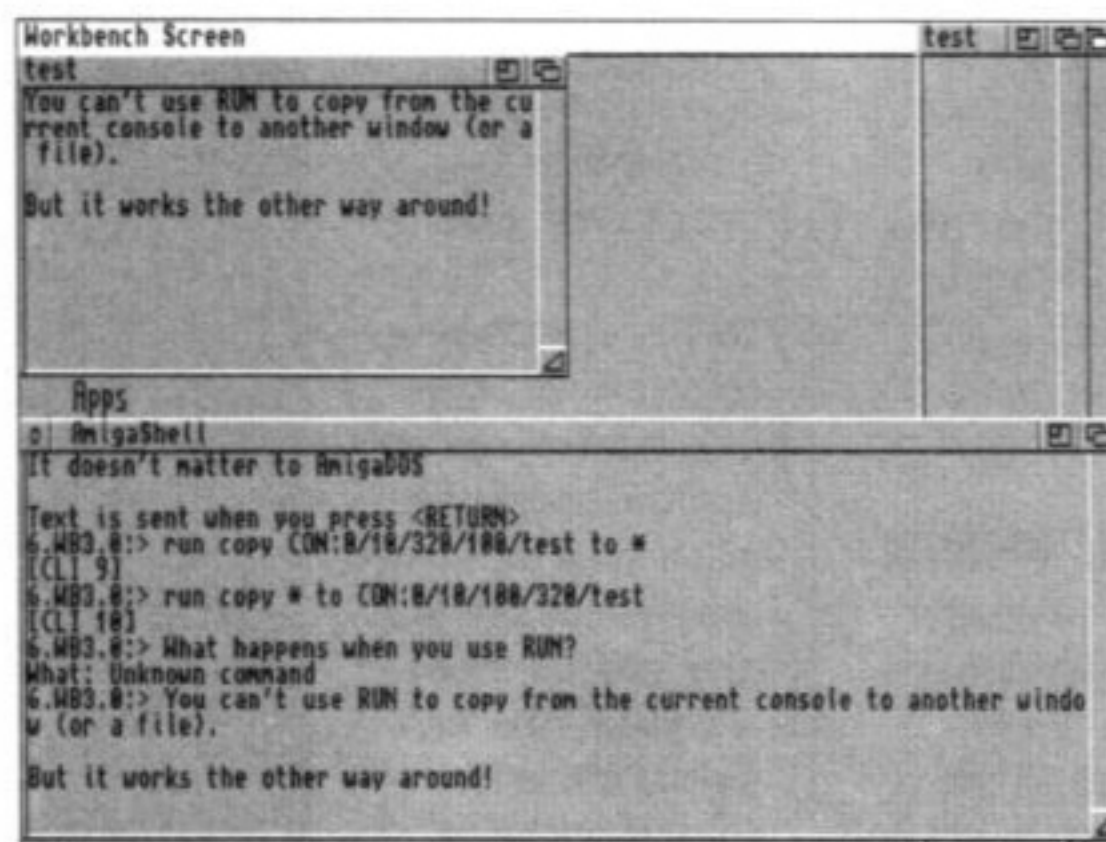 Workbench Screen
test
test
You can't use RUN to copy from the cu
rrent console to another window (or a
 file).
But it works the other way around!
Apps
AmigaShell
It doesn't matter to AmigaDOS
Text is sent when you press <RETURN>
6.WB3.0:> run copy CON:0/10/320/100/test to *
[CLI 9]
6.WB3.0:> run copy * to CON:0/10/100/320/test
[CLI 10]
6.WB3.0:> What happens when you use RUN?
What: Unknown command
6.WB3.0:> You can't use RUN to copy from the current console to another windo
w (or a file).
But it works the other way around!